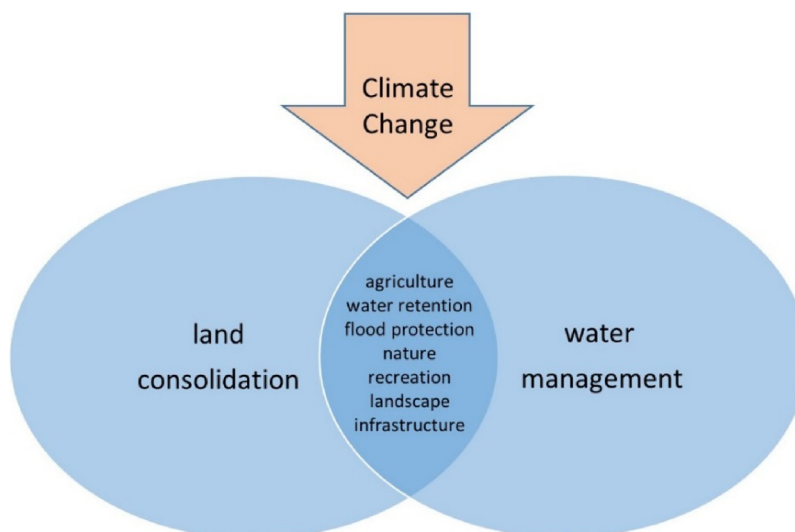 Climate
Change
land
consolidation
agriculture
water retention
flood protection
nature
recreation
landscape
infrastructure
water
management